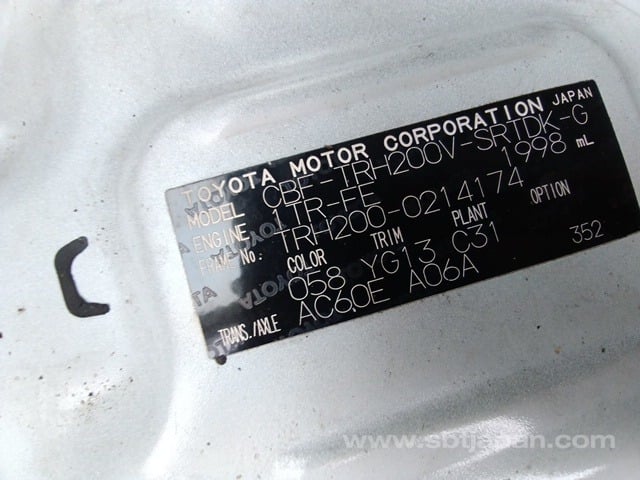 TOYOTA MOTOR CORPORATION JAPAN
MODEL CBF-TRH200V-SRTDK-G
ENGINE 1TR-FE 1998 mL
FRAME No. TRH200-0214174
COLOR TRIM PLANT OPTION
058 YG13 C31 352
TRANS./AXLE AC60E A06A
www.sbtjapan.com